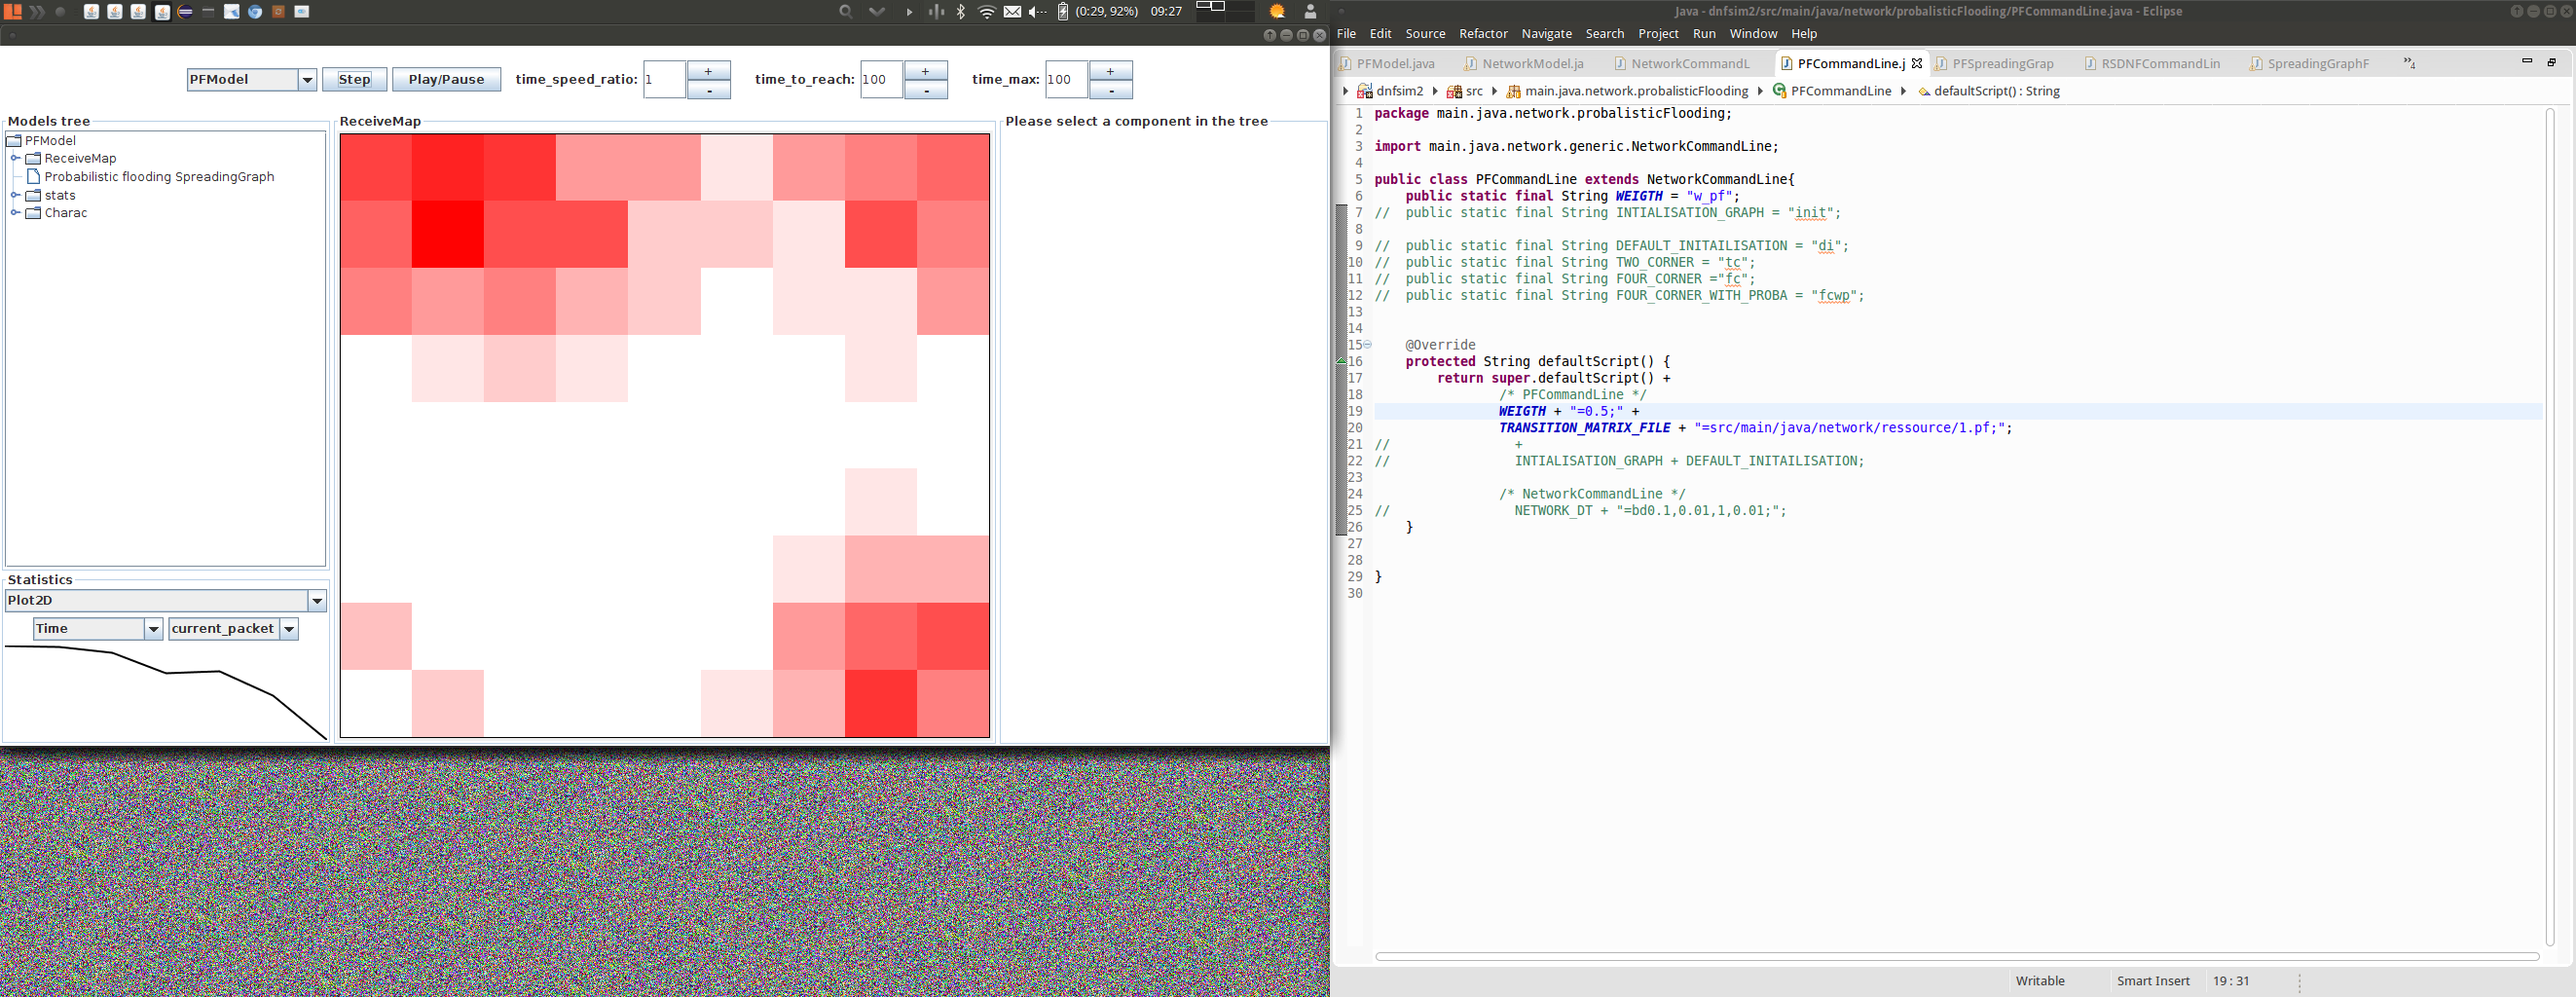 (0:29, 92%) 09:27
PFModel Step Play/Pause time_speed_ratio: 1 + - time_to_reach: 100 + - time_max: 100 + -
Models tree
PFModel
ReceiveMap
Probabilistic flooding SpreadingGraph
stats
Charac
Statistics
Plot2D
Time current_packet
ReceiveMap
Please select a component in the tree
Java - dnfsim2/src/main/java/network/probalisticFlooding/PFCommandLine.java - Eclipse
File Edit Source Refactor Navigate Search Project Run Window Help
PFModel.java NetworkModel.ja NetworkCommandL PFCommandLine.j PFSpreadingGrap RSDNFCommandLin SpreadingGraphF »4
dnfsim2 src main.java.network.probalisticFlooding PFCommandLine defaultScript() : String
1 package main.java.network.probalisticFlooding;
2
3 import main.java.network.generic.NetworkCommandLine;
4
5 public class PFCommandLine extends NetworkCommandLine{
6 public static final String WEIGTH = "w_pf";
7 // public static final String INTIALISATION_GRAPH = "init";
8
9 // public static final String DEFAULT_INITAILISATION = "di";
10 // public static final String TWO_CORNER = "tc";
11 // public static final String FOUR_CORNER ="fc";
12 // public static final String FOUR_CORNER_WITH_PROBA = "fcwp";
13
14
15 @Override
16 protected String defaultScript() {
17 return super.defaultScript() +
18 /* PFCommandLine */
19 WEIGTH + "=0.5;" +
20 TRANSITION_MATRIX_FILE + "=src/main/java/network/ressource/1.pf;";
21 // +
22 // INTIALISATION_GRAPH + DEFAULT_INITAILISATION;
23
24 /* NetworkCommandLine */
25 // NETWORK_DT + "=bd0.1,0.01,1,0.01;";
26 }
27
28
29 }
30
Writable Smart Insert 19 : 31